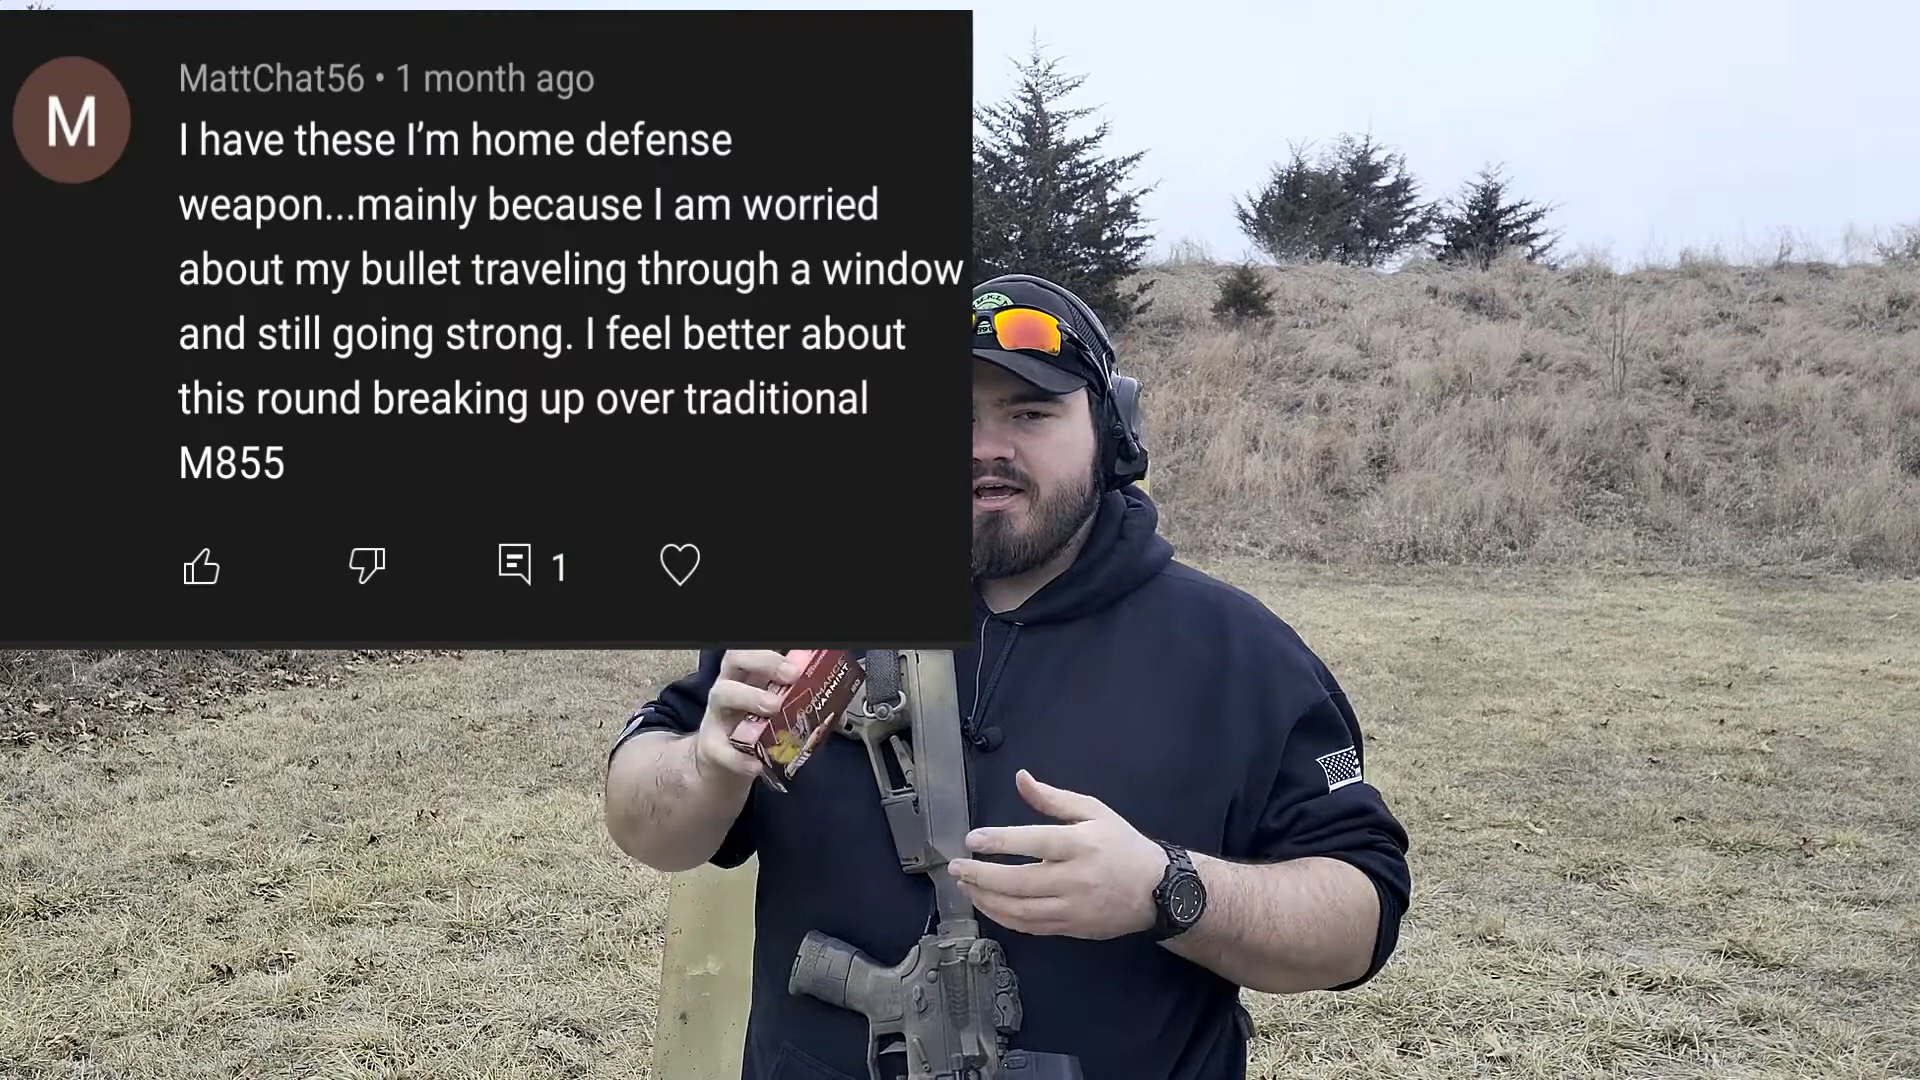 M
MattChat56 • 1 month ago
I have these I’m home defense
weapon...mainly because I am worried
about my bullet traveling through a window
and still going strong. I feel better about
this round breaking up over traditional
M855
1
VARMINT